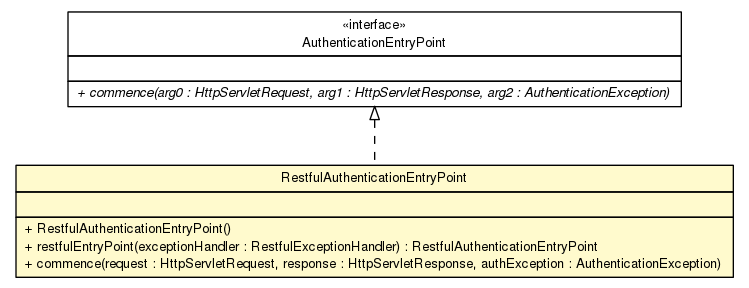 «interface»
AuthenticationEntryPoint
+ commence(arg0 : HttpServletRequest, arg1 : HttpServletResponse, arg2 : AuthenticationException)
RestfulAuthenticationEntryPoint
+ RestfulAuthenticationEntryPoint()
+ restfulEntryPoint(exceptionHandler : RestfulExceptionHandler) : RestfulAuthenticationEntryPoint
+ commence(request : HttpServletRequest, response : HttpServletResponse, authException : AuthenticationException)